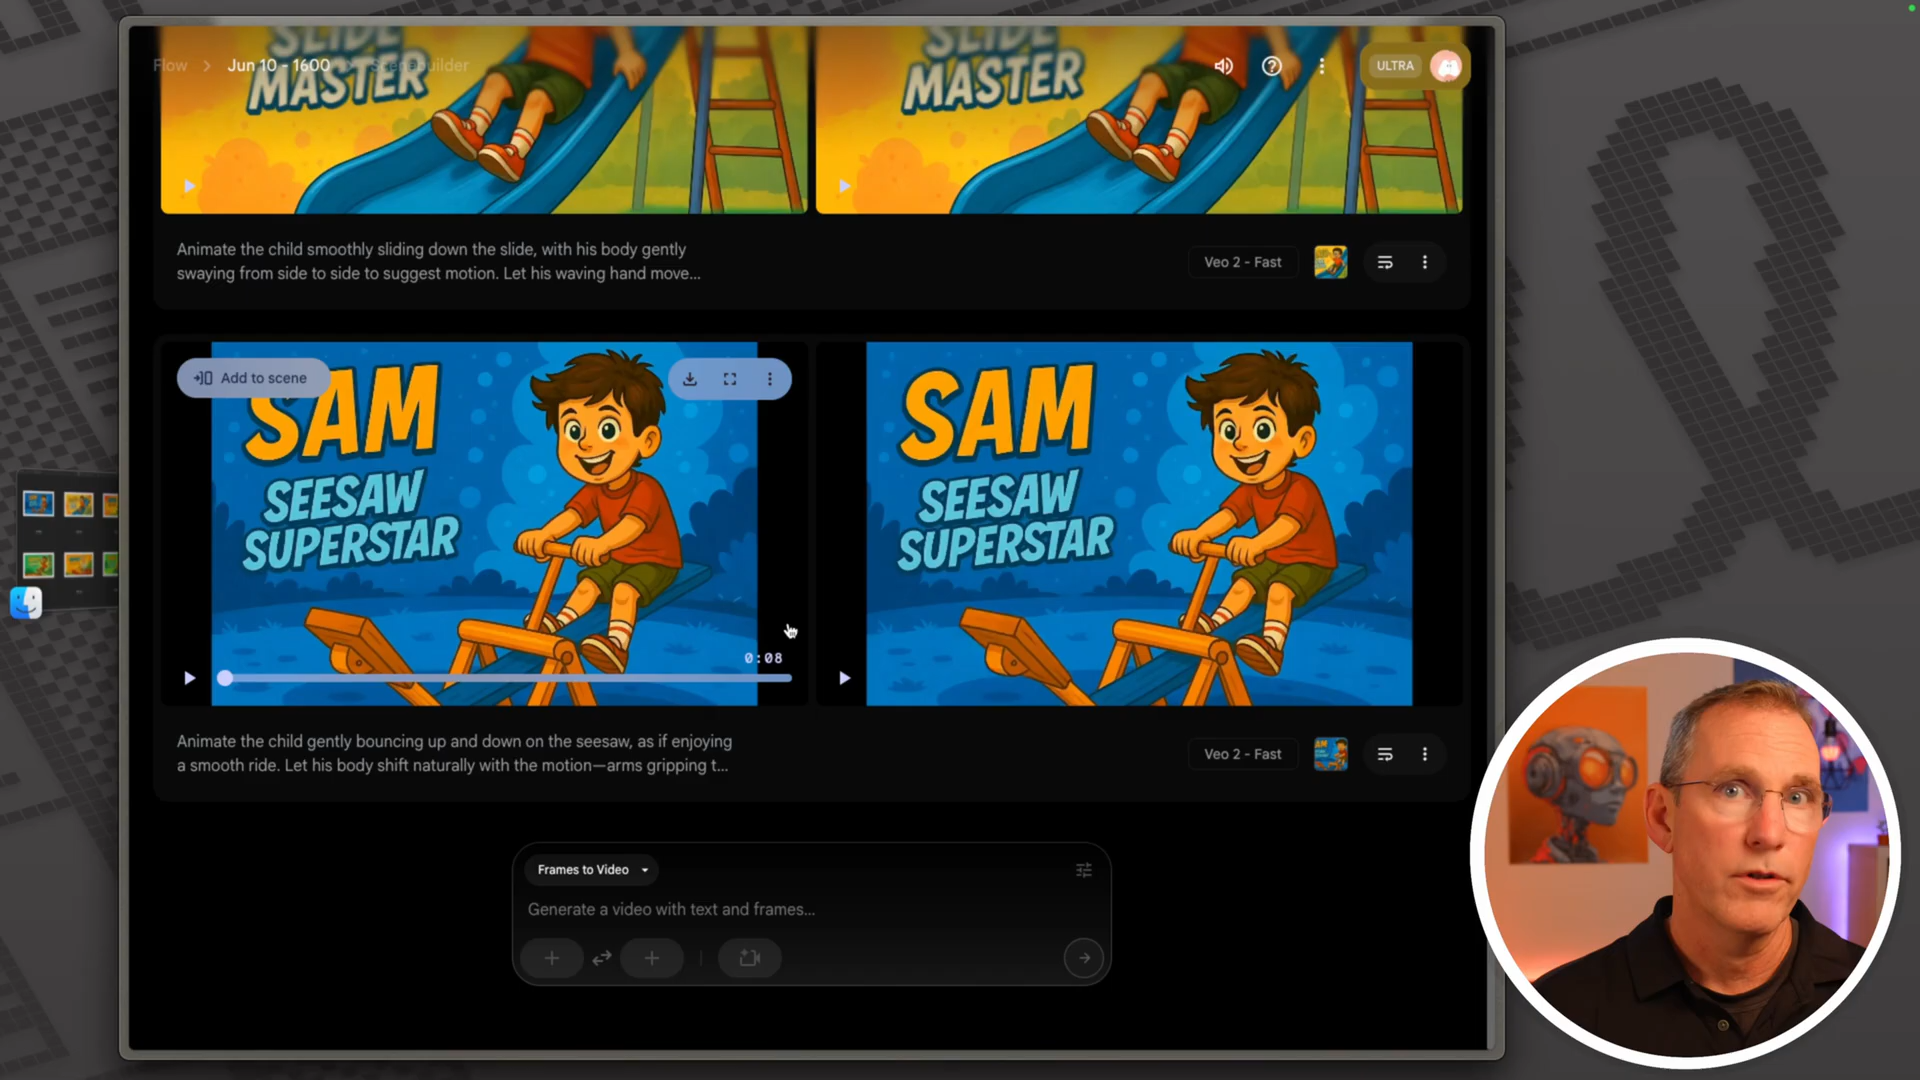 SLIDE
MASTER
SLIDE
MASTER
Flow > Jun 10 - 1600 > Scenebuilder
ULTRA
Animate the child smoothly sliding down the slide, with his body gently
swaying from side to side to suggest motion. Let his waving hand move...
Veo 2 - Fast
Add to scene
SAM
SEESAW
SUPERSTAR
0:08
SAM
SEESAW
SUPERSTAR
Animate the child gently bouncing up and down on the seesaw, as if enjoying
a smooth ride. Let his body shift naturally with the motion—arms gripping t...
Veo 2 - Fast
Frames to Video
Generate a video with text and frames...